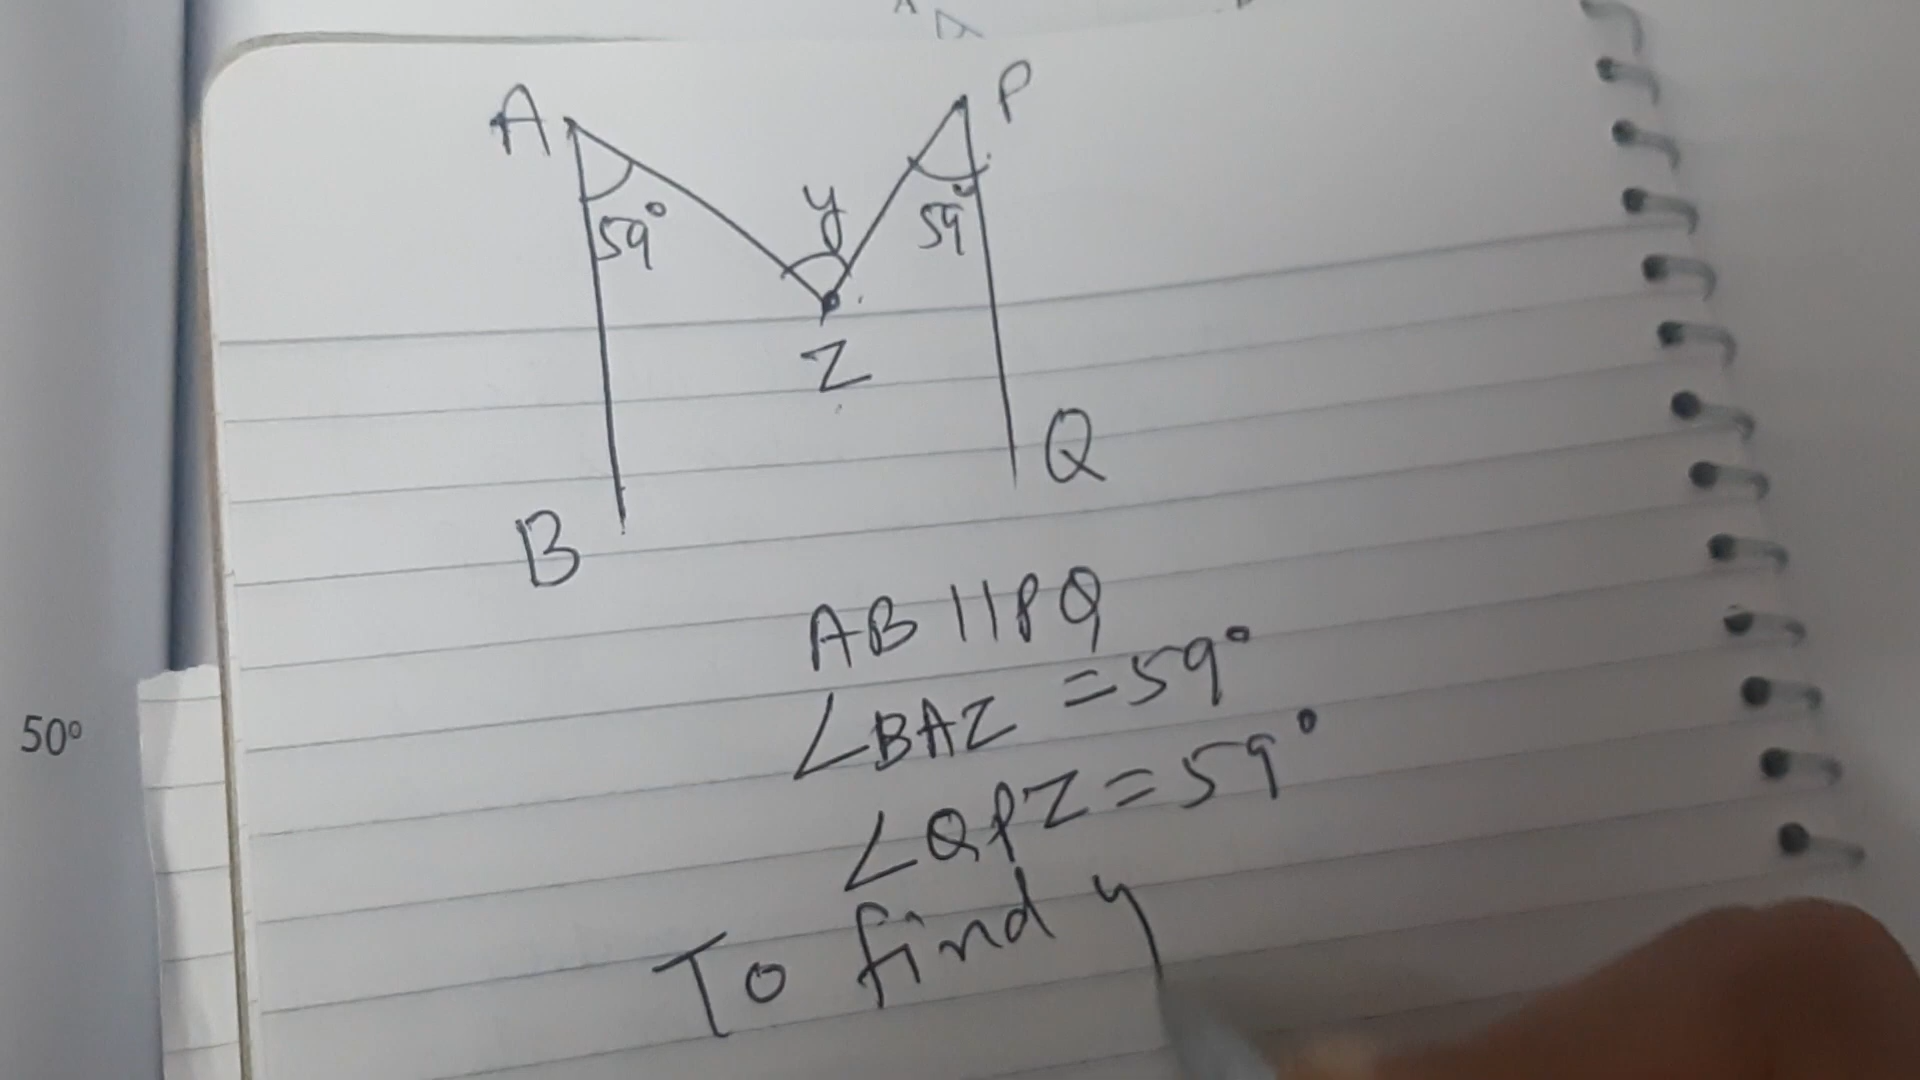 A
P
y
59°
59°
Z
Q
B
AB || PQ
∠BAZ = 59°
∠QPZ = 59°
To find y
50°